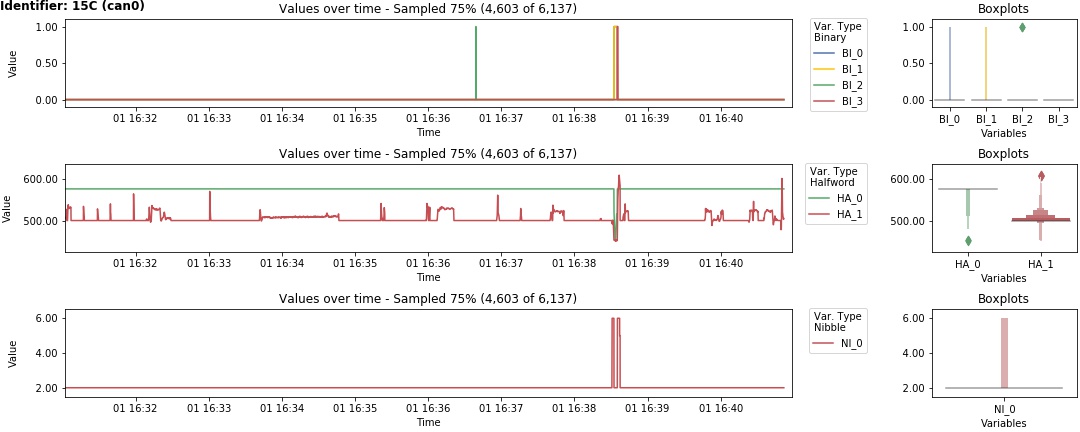 Identifier: 15C (can0)
Values over time - Sampled 75% (4,603 of 6,137)
1.00
0.50
0.00
Value
01 16:32 01 16:33 01 16:34 01 16:35 01 16:36 01 16:37 01 16:38 01 16:39 01 16:40
Time
Var. Type
Binary
BI_0
BI_1
BI_2
BI_3
Boxplots
1.00
0.50
0.00
BI_0 BI_1 BI_2 BI_3
Variables
Values over time - Sampled 75% (4,603 of 6,137)
600.00
500.00
Value
01 16:32 01 16:33 01 16:34 01 16:35 01 16:36 01 16:37 01 16:38 01 16:39 01 16:40
Time
Var. Type
Halfword
HA_0
HA_1
Boxplots
600.00
500.00
HA_0 HA_1
Variables
Values over time - Sampled 75% (4,603 of 6,137)
6.00
4.00
2.00
Value
01 16:32 01 16:33 01 16:34 01 16:35 01 16:36 01 16:37 01 16:38 01 16:39 01 16:40
Time
Var. Type
Nibble
NI_0
Boxplots
6.00
4.00
2.00
NI_0
Variables